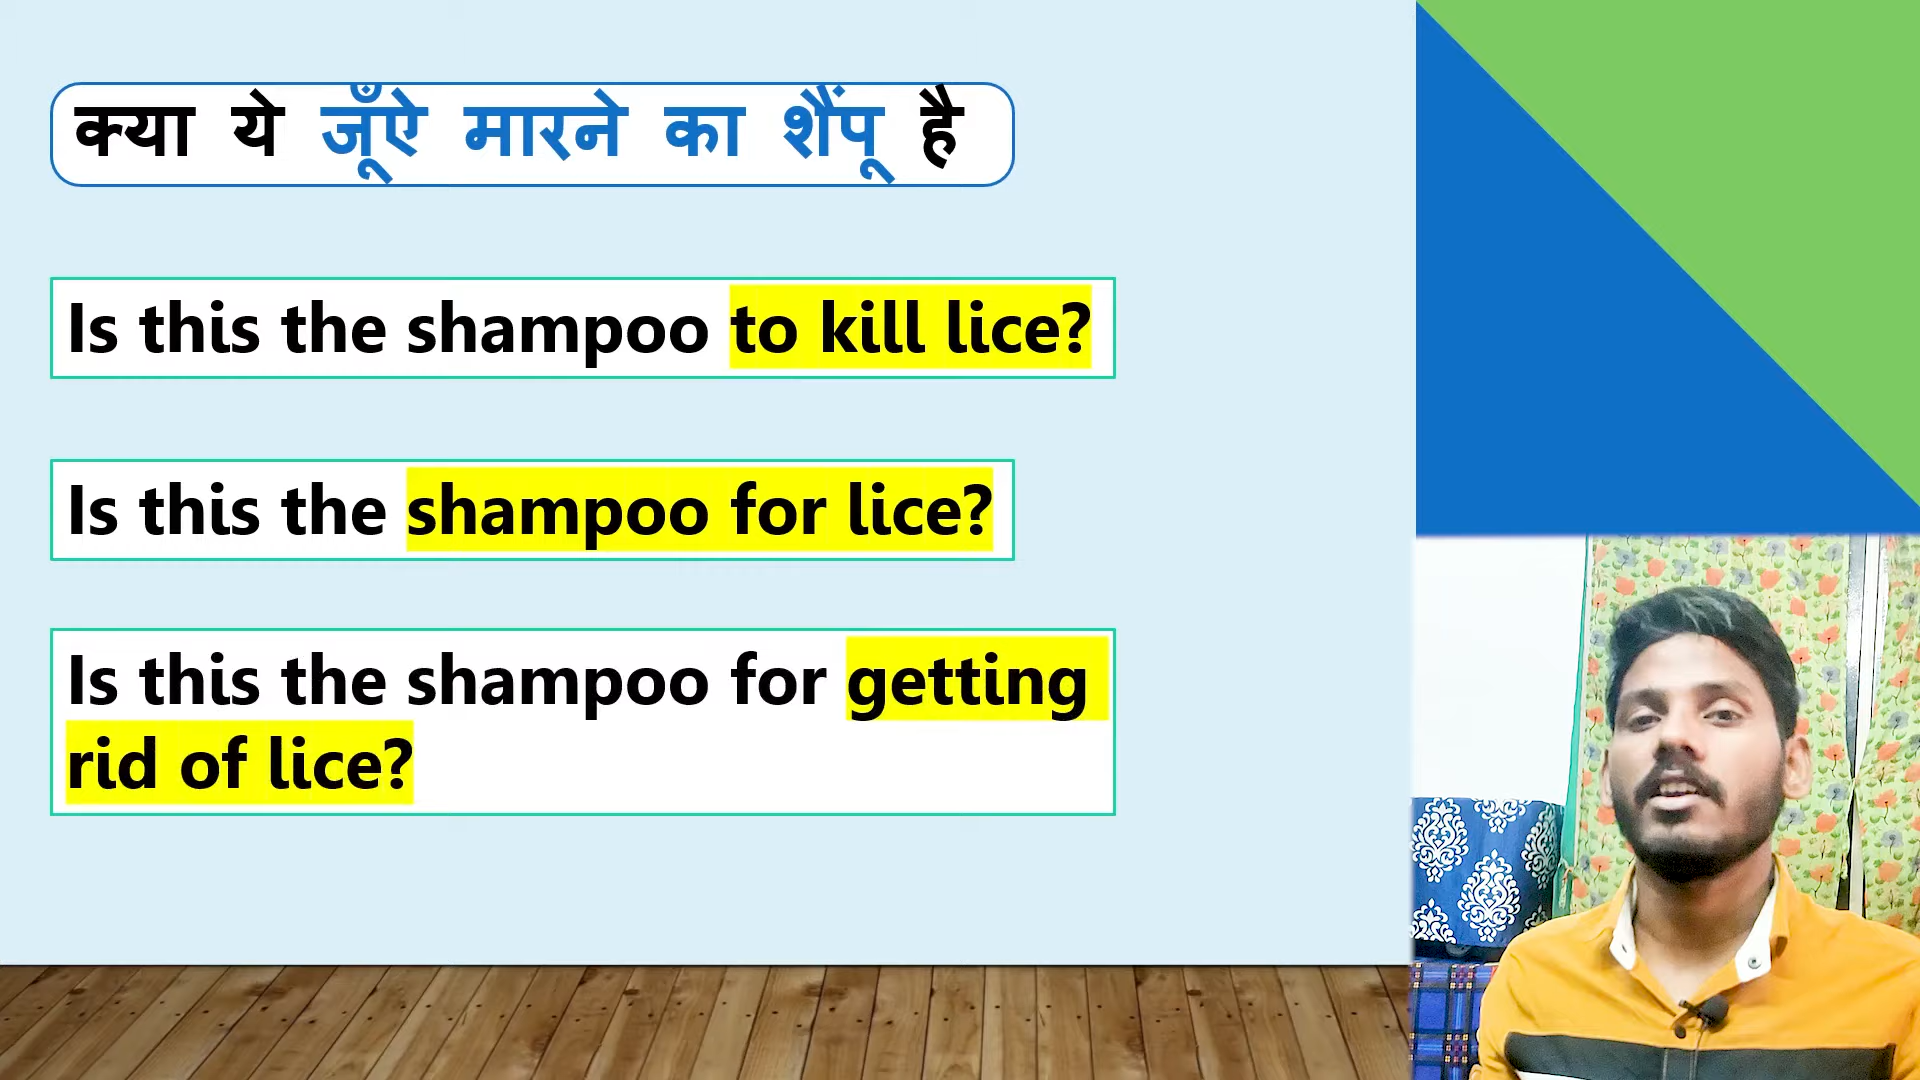 क्या ये जूँऐ मारने का शैंपू है
Is this the shampoo to kill lice?
Is this the shampoo for lice?
Is this the shampoo for getting
rid of lice?